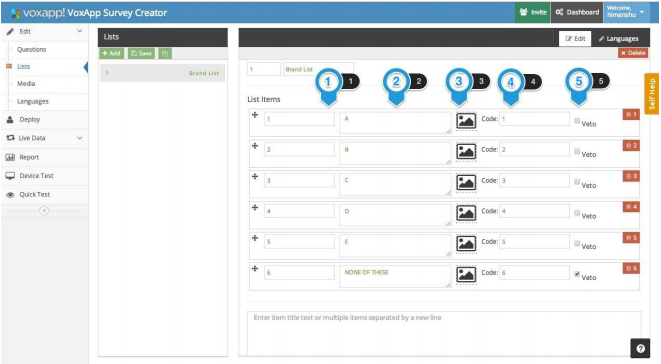 voxapp! VoxApp Survey Creator
Invite
Dashboard
Welcome,
himanshu
Edit
Questions
Lists
Media
Languages
Deploy
Live Data
Report
Device Test
Quick Test
Lists
+ Add
Save
1 Brand List
Edit
Languages
Delete
1 Brand List
1 1 2 2 3 3 4 4 5 5
List Items
1 A Code: 1 Veto 1
2 B Code: 2 Veto 2
3 C Code: 3 Veto 3
4 D Code: 4 Veto 4
5 E Code: 5 Veto 5
6 NONE OF THESE Code: 6 Veto 6
Enter item title text or multiple items separated by a new line
Self Help
?